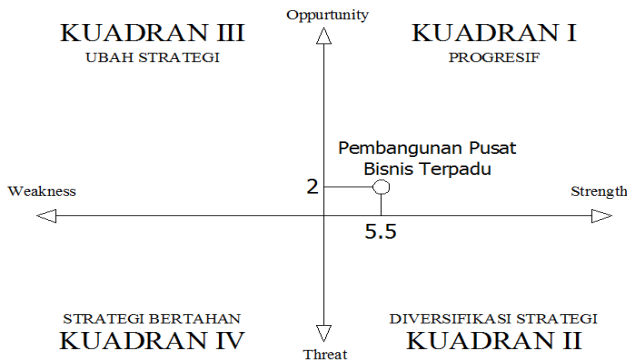 Oppurtunity
KUADRAN III
UBAH STRATEGI
KUADRAN I
PROGRESIF
Pembangunan Pusat
Bisnis Terpadu
Weakness
2
Strength
5.5
STRATEGI BERTAHAN
KUADRAN IV
DIVERSIFIKASI STRATEGI
KUADRAN II
Threat